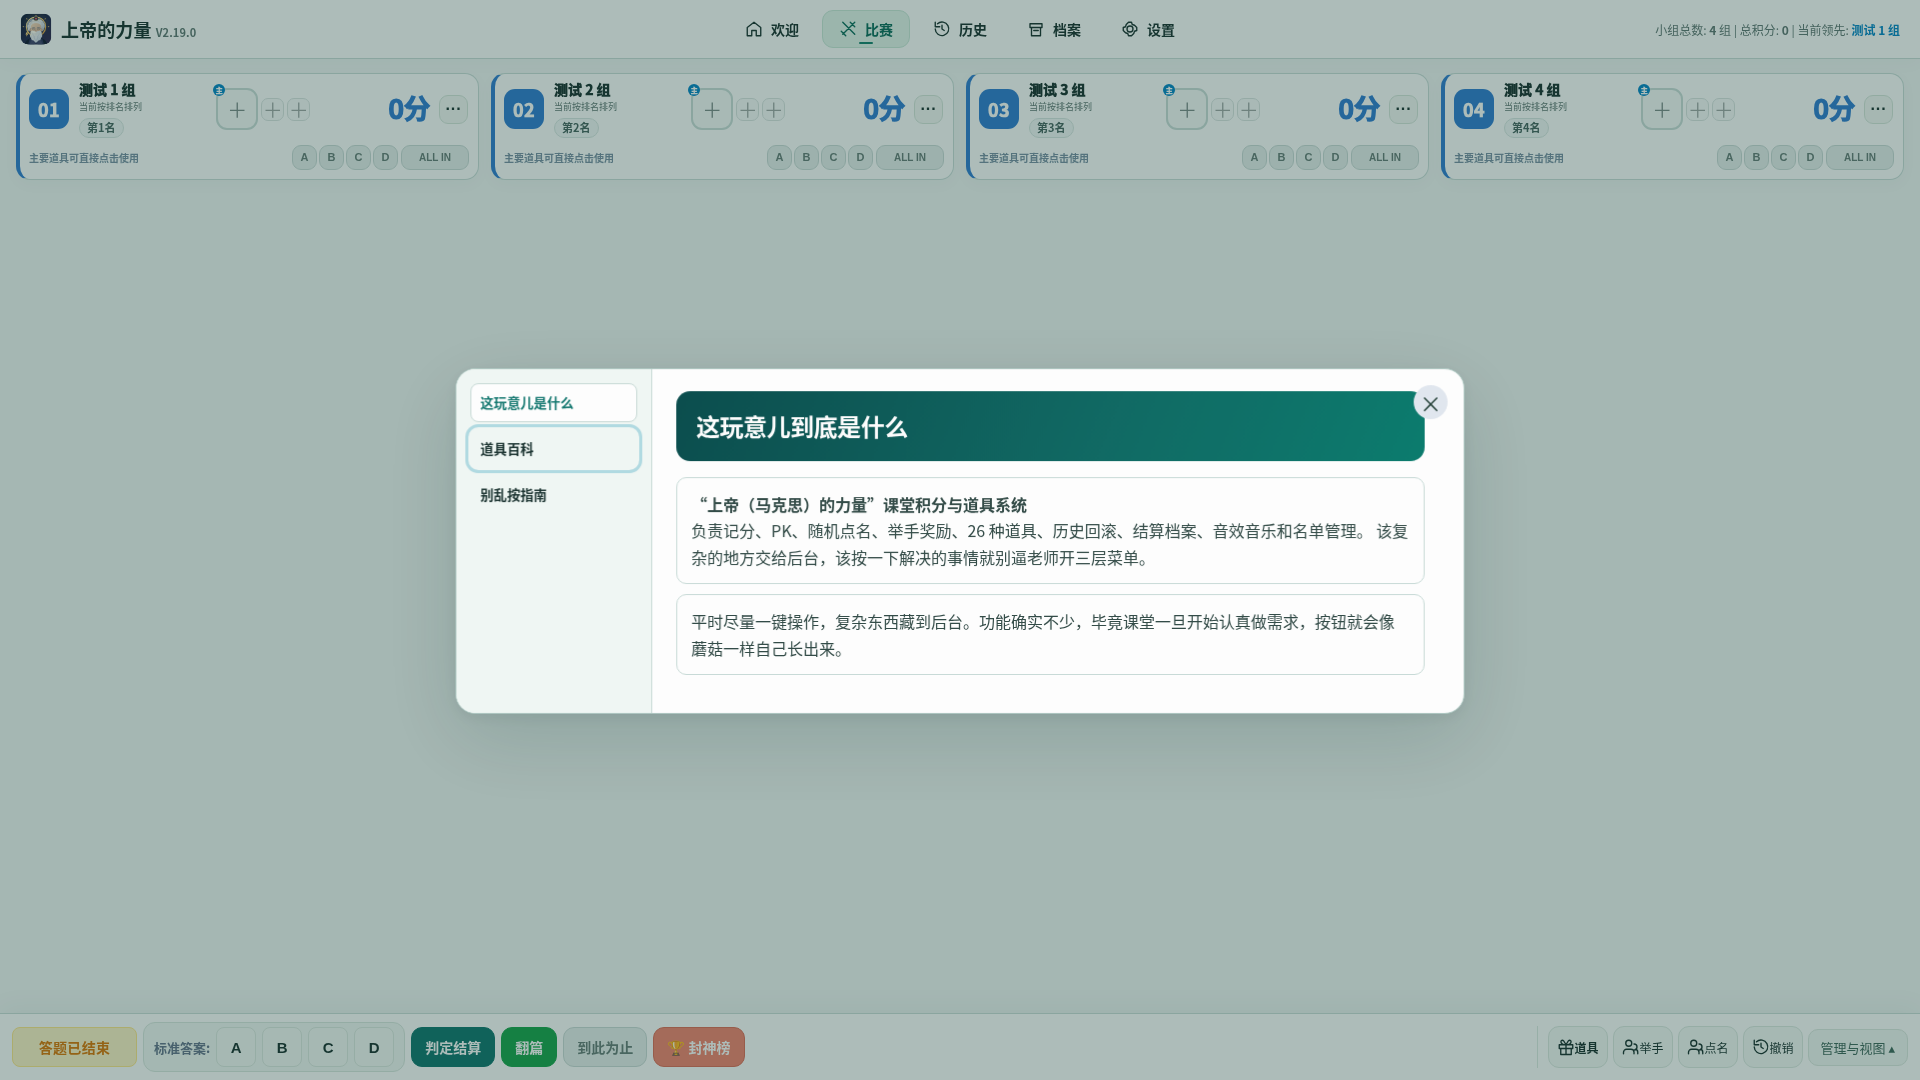 上帝的力量 V2.19.0
欢迎
比赛
历史
档案
设置
小组总数: 4 组 | 总积分: 0 | 当前领先: 测试 1 组
01
测试 1 组
当前按排名排列
第1名
主
0分
···
主要道具可直接点击使用
A B C D ALL IN
02
测试 2 组
当前按排名排列
第2名
主
0分
···
主要道具可直接点击使用
A B C D ALL IN
03
测试 3 组
当前按排名排列
第3名
主
0分
···
主要道具可直接点击使用
A B C D ALL IN
04
测试 4 组
当前按排名排列
第4名
主
0分
···
主要道具可直接点击使用
A B C D ALL IN
这玩意儿是什么
道具百科
别乱按指南
这玩意儿到底是什么
“上帝（马克思）的力量”课堂积分与道具系统
负责记分、PK、随机点名、举手奖励、26 种道具、历史回滚、结算档案、音效音乐和名单管理。 该复
杂的地方交给后台，该按一下解决的事情就别逼老师开三层菜单。
平时尽量一键操作，复杂东西藏到后台。功能确实不少，毕竟课堂一旦开始认真做需求，按钮就会像
蘑菇一样自己长出来。
答题已结束
标准答案: A B C D
判定结算
翻篇
到此为止
🏆 封神榜
道具
举手
点名
撤销
管理与视图 ▴